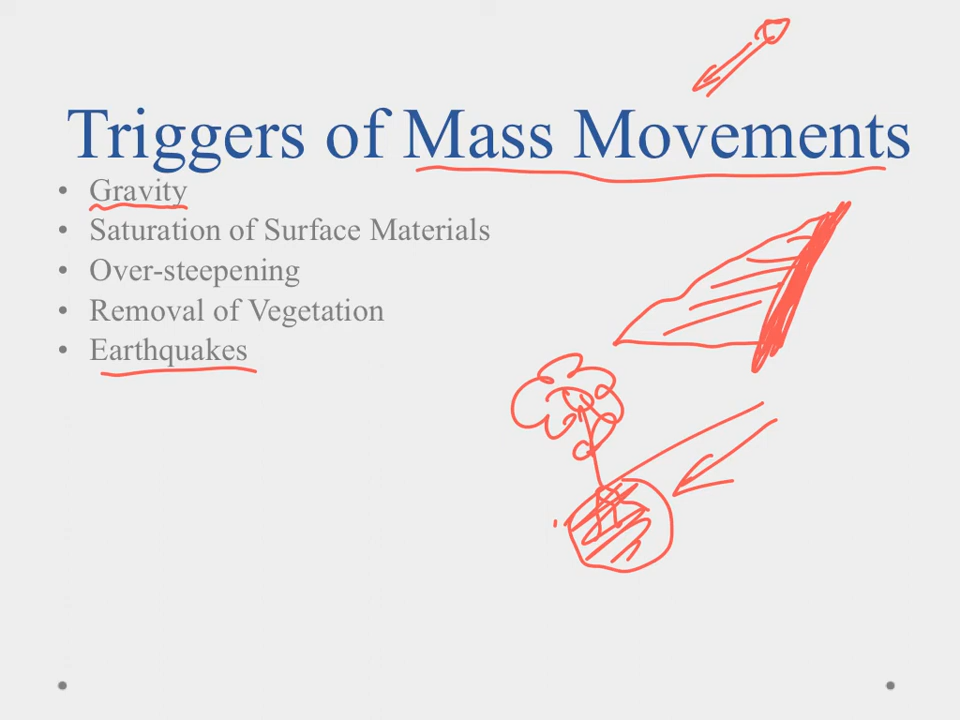 Triggers of Mass Movements
• Gravity
• Saturation of Surface Materials
• Over-steepening
• Removal of Vegetation
• Earthquakes